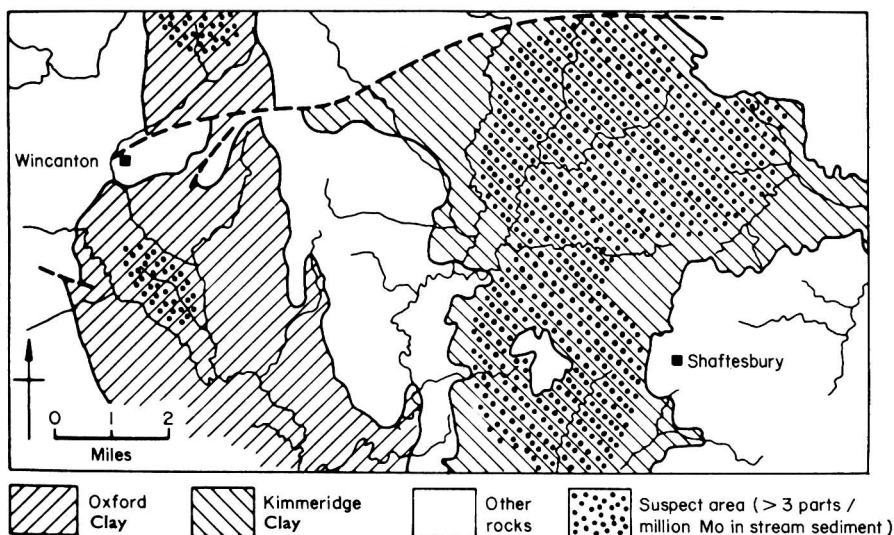 Wincanton
Shaftesbury
0 1 2
Miles
Oxford
Clay
Kimmeridge
Clay
Other
rocks
Suspect area ( > 3 parts /
million Mo in stream sediment )